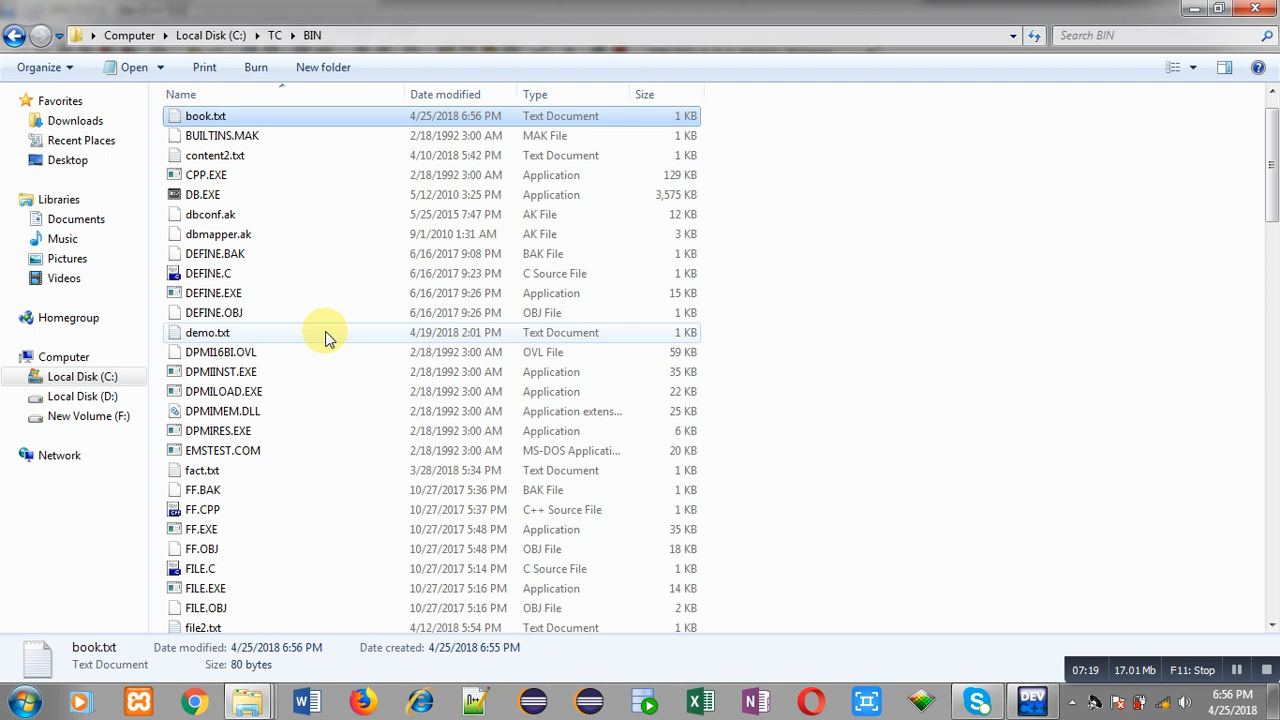 Computer Local Disk (C:) TC BIN
Search BIN
Organize Open Print Burn New folder
Name Date modified Type Size
Favorites
Downloads
Recent Places
Desktop
Libraries
Documents
Music
Pictures
Videos
Homegroup
Computer
Local Disk (C:)
Local Disk (D:)
New Volume (F:)
Network
book.txt 4/25/2018 6:56 PM Text Document 1 KB
BUILTINS.MAK 2/18/1992 3:00 AM MAK File 1 KB
content2.txt 4/10/2018 5:42 PM Text Document 1 KB
CPP.EXE 2/18/1992 3:00 AM Application 129 KB
DB.EXE 5/12/2010 3:25 PM Application 3,575 KB
dbconf.ak 5/25/2015 7:47 PM AK File 12 KB
dbmapper.ak 9/1/2010 1:31 AM AK File 3 KB
DEFINE.BAK 6/16/2017 9:08 PM BAK File 1 KB
DEFINE.C 6/16/2017 9:23 PM C Source File 1 KB
DEFINE.EXE 6/16/2017 9:26 PM Application 15 KB
DEFINE.OBJ 6/16/2017 9:26 PM OBJ File 1 KB
demo.txt 4/19/2018 2:01 PM Text Document 1 KB
DPMI16BI.OVL 2/18/1992 3:00 AM OVL File 59 KB
DPMIINST.EXE 2/18/1992 3:00 AM Application 35 KB
DPMILOAD.EXE 2/18/1992 3:00 AM Application 22 KB
DPMIMEM.DLL 2/18/1992 3:00 AM Application extens... 25 KB
DPMIRES.EXE 2/18/1992 3:00 AM Application 6 KB
EMSTEST.COM 2/18/1992 3:00 AM MS-DOS Applicati... 20 KB
fact.txt 3/28/2018 5:34 PM Text Document 1 KB
FF.BAK 10/27/2017 5:36 PM BAK File 1 KB
FF.CPP 10/27/2017 5:37 PM C++ Source File 1 KB
FF.EXE 10/27/2017 5:48 PM Application 35 KB
FF.OBJ 10/27/2017 5:48 PM OBJ File 18 KB
FILE.C 10/27/2017 5:14 PM C Source File 1 KB
FILE.EXE 10/27/2017 5:16 PM Application 14 KB
FILE.OBJ 10/27/2017 5:16 PM OBJ File 2 KB
file2.txt 4/12/2018 5:54 PM Text Document 1 KB
book.txt Date modified: 4/25/2018 6:56 PM Date created: 4/25/2018 6:55 PM
Text Document Size: 80 bytes
07:19 17.01 Mb F11: Stop
DEV
6:56 PM
4/25/2018